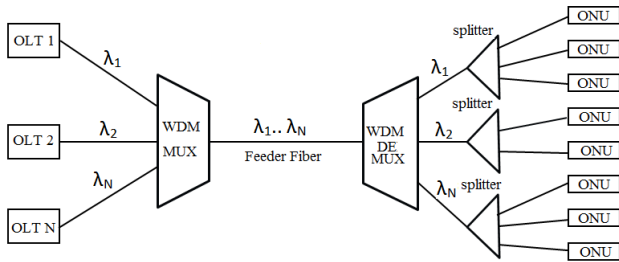 OLT 1
OLT 2
OLT N
λ1
λ2
λN
WDM
MUX
λ1.. λN
Feeder Fiber
WDM
DE
MUX
λ1
λ2
λN
splitter
splitter
splitter
ONU
ONU
ONU
ONU
ONU
ONU
ONU
ONU